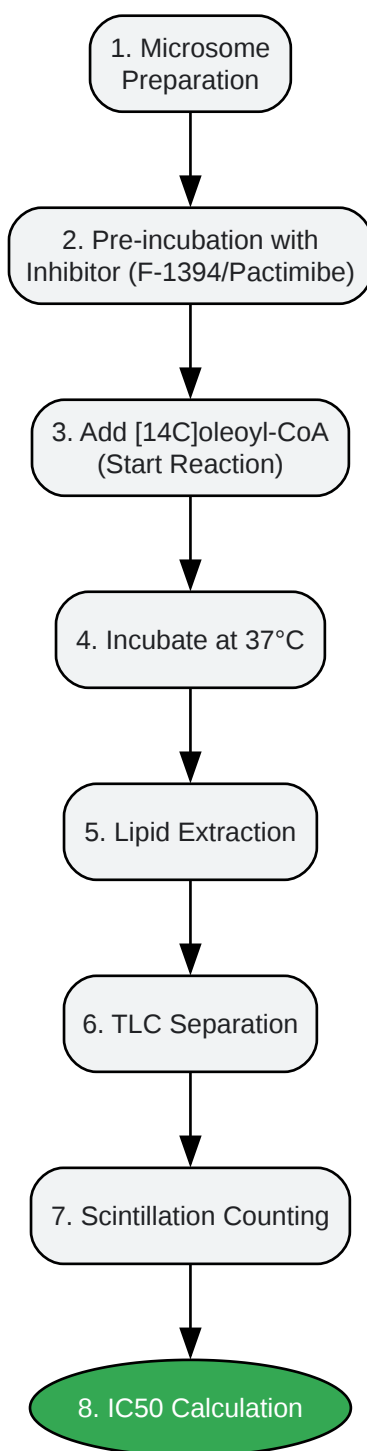 1. Microsome
Preparation
2. Pre-incubation with
Inhibitor (F-1394/Pactimibe)
3. Add [14C]oleoyl-CoA
(Start Reaction)
4. Incubate at 37°C
5. Lipid Extraction
6. TLC Separation
7. Scintillation Counting
8. IC50 Calculation